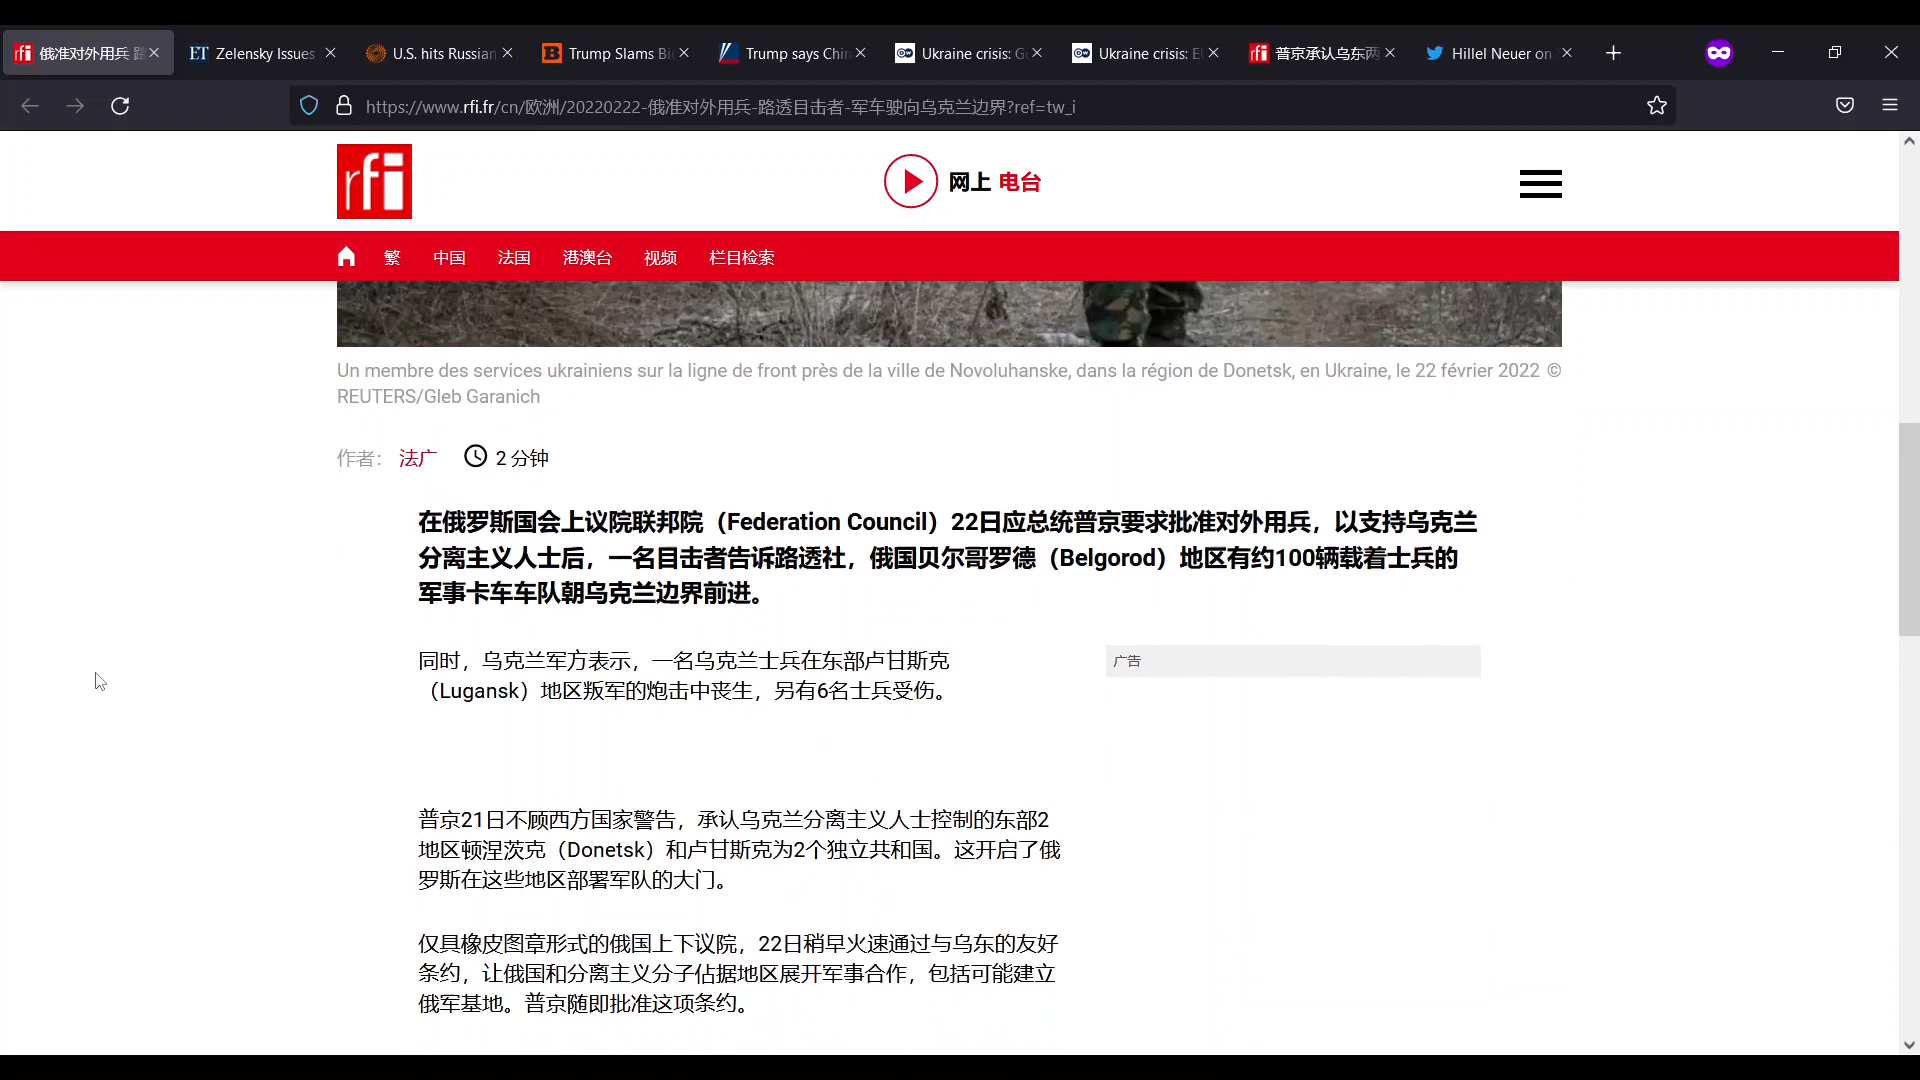 俄准对外用兵 路
Zelensky Issues
U.S. hits Russian
Trump Slams Bi
Trump says Chin
Ukraine crisis: G
Ukraine crisis: E
普京承认乌东两
Hillel Neuer on
https://www.rfi.fr/cn/欧洲/20220222-俄准对外用兵-路透目击者-军车驶向乌克兰边界?ref=tw_i
rfi
网上 电台
繁 中国 法国 港澳台 视频 栏目检索
Un membre des services ukrainiens sur la ligne de front près de la ville de Novoluhanske, dans la région de Donetsk, en Ukraine, le 22 février 2022 ©
REUTERS/Gleb Garanich
作者： 法广 2 分钟
在俄罗斯国会上议院联邦院（Federation Council）22日应总统普京要求批准对外用兵，以支持乌克兰
分离主义人士后，一名目击者告诉路透社，俄国贝尔哥罗德（Belgorod）地区有约100辆载着士兵的
军事卡车车队朝乌克兰边界前进。
同时，乌克兰军方表示，一名乌克兰士兵在东部卢甘斯克
（Lugansk）地区叛军的炮击中丧生，另有6名士兵受伤。
广告
普京21日不顾西方国家警告，承认乌克兰分离主义人士控制的东部2
地区顿涅茨克（Donetsk）和卢甘斯克为2个独立共和国。这开启了俄
罗斯在这些地区部署军队的大门。
仅具橡皮图章形式的俄国上下议院，22日稍早火速通过与乌东的友好
条约，让俄国和分离主义分子佔据地区展开军事合作，包括可能建立
俄军基地。普京随即批准这项条约。